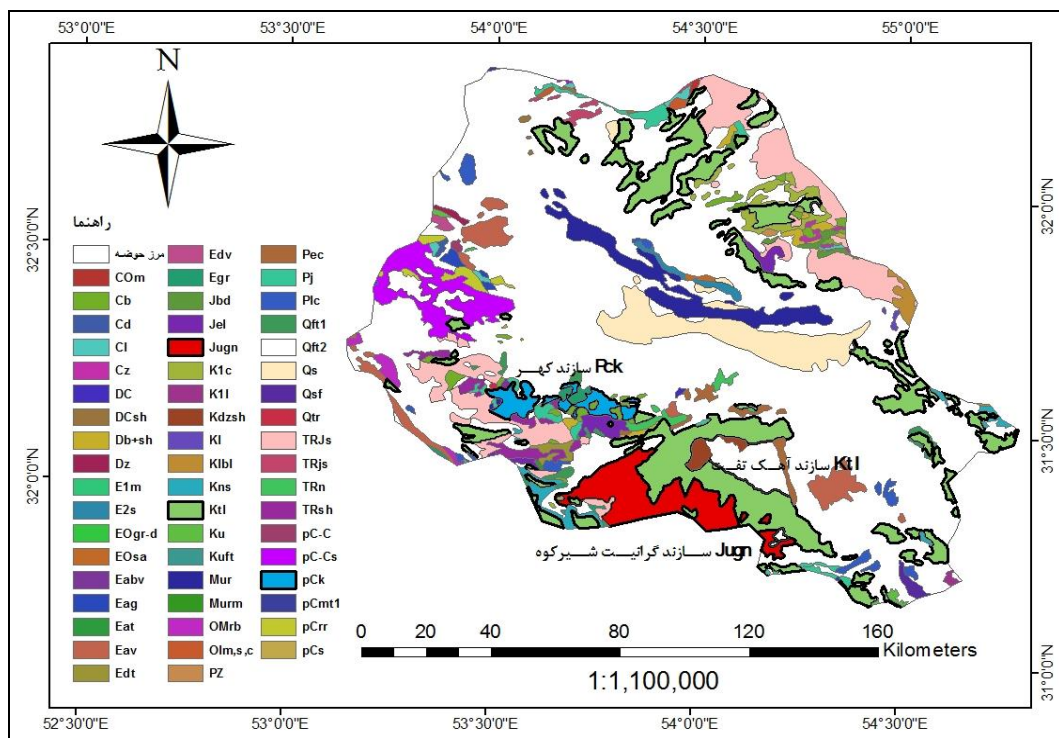 53°0'0"E 53°30'0"E 54°0'0"E 54°30'0"E 55°0'0"E
N
32°30'0"N
32°0'0"N
32°0'0"N
31°30'0"N
31°0'0"N
راهنما
مرز حوضه
COm
Cb
Cd
Cl
Cz
DC
DCsh
Db+sh
Dz
E1m
E2s
EOgr-d
EOsa
Eabv
Eag
Eat
Eav
Edt
Edv
Egr
Jbd
Jel
Jugn
K1c
K1l
Kdzsh
Kl
Klbl
Kns
Ktl
Ku
Kuft
Mur
Murm
OMrb
Olm,s,c
PZ
Pec
Pj
Plc
Qft1
Qft2
Qs
Qsf
Qtr
TRJs
TRjs
TRn
TRsh
pC-C
pC-Cs
pCk
pCmt1
pCrr
pCs
سازند کهر Pck
سازند آهک تفت Ktl
سازند گرانیت شیرکوه Jugn
0 20 40 80 120 160
Kilometers
1:1,100,000
52°30'0"E 53°0'0"E 53°30'0"E 54°0'0"E 54°30'0"E